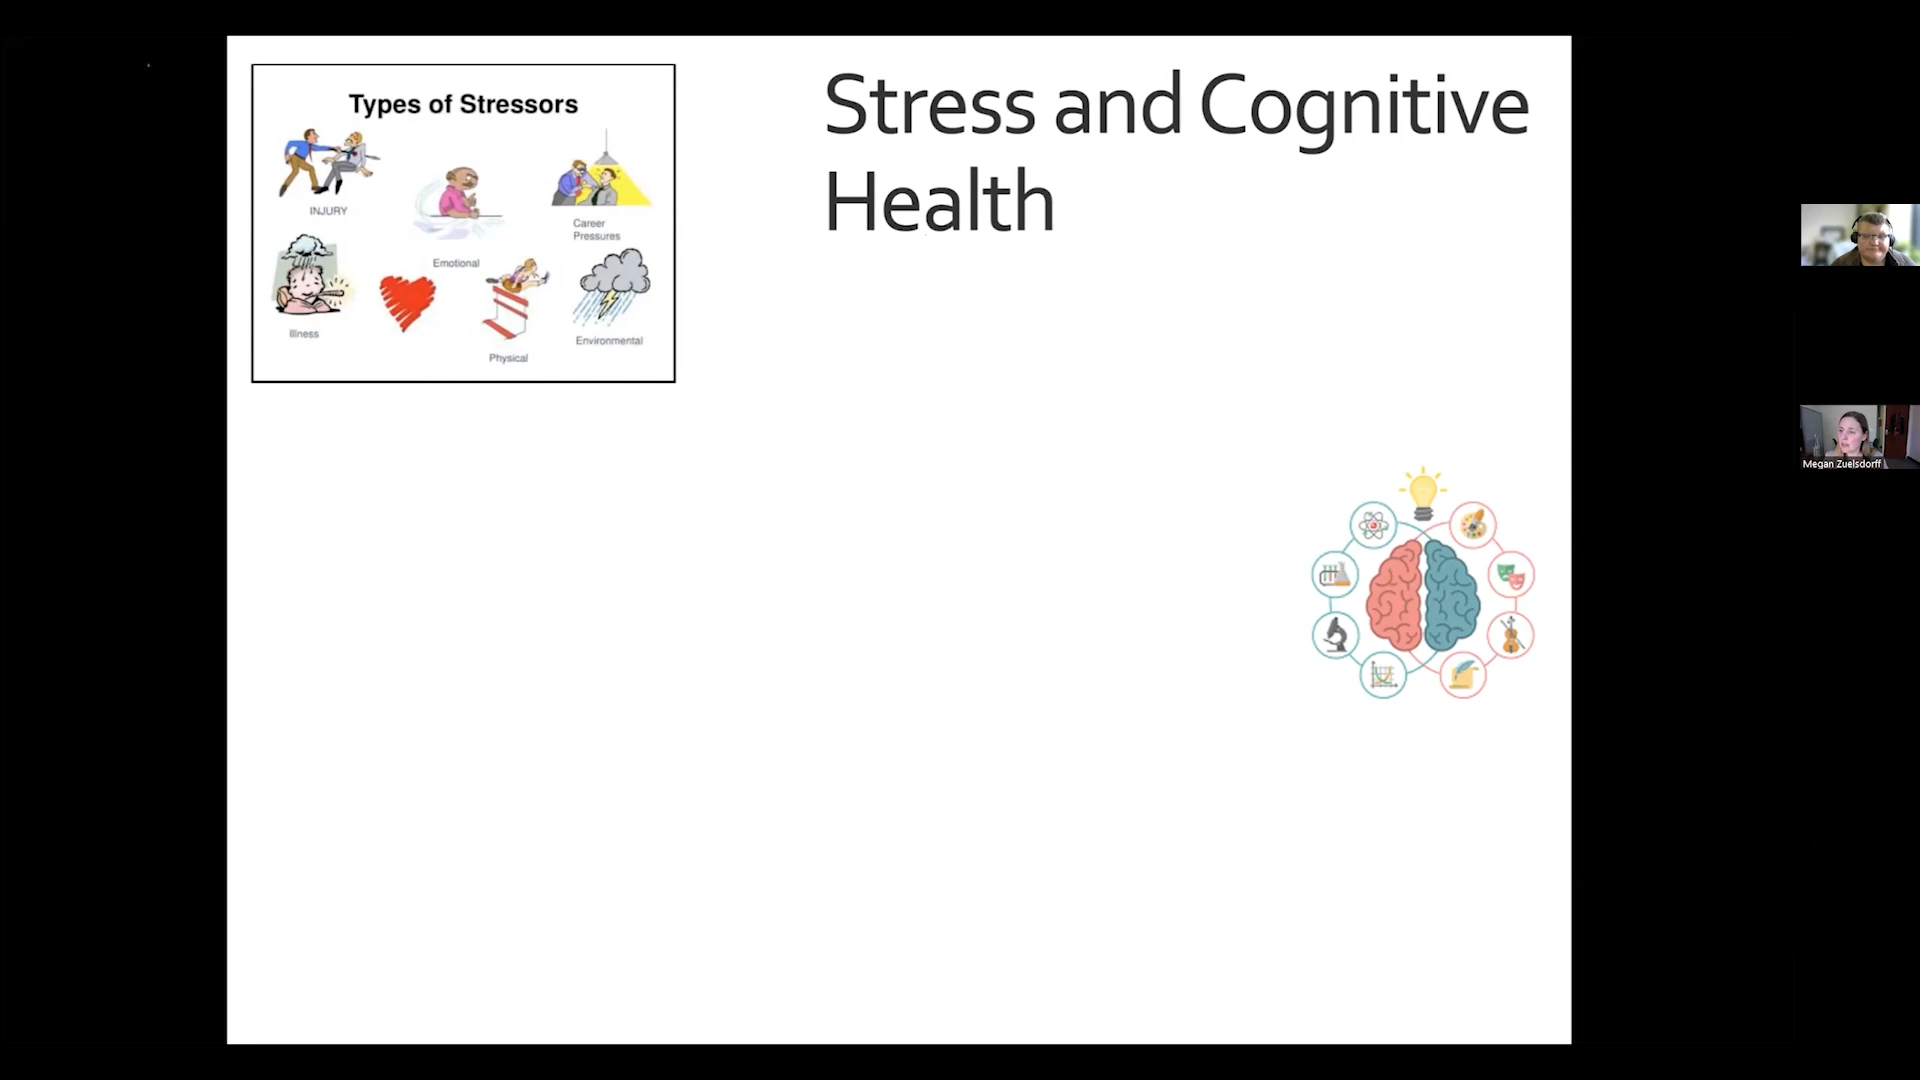 Types of Stressors
INJURY
Emotional
Career
Pressures
Illness
Physical
Environmental
Stress and Cognitive
Health
Megan Zuelsdorff